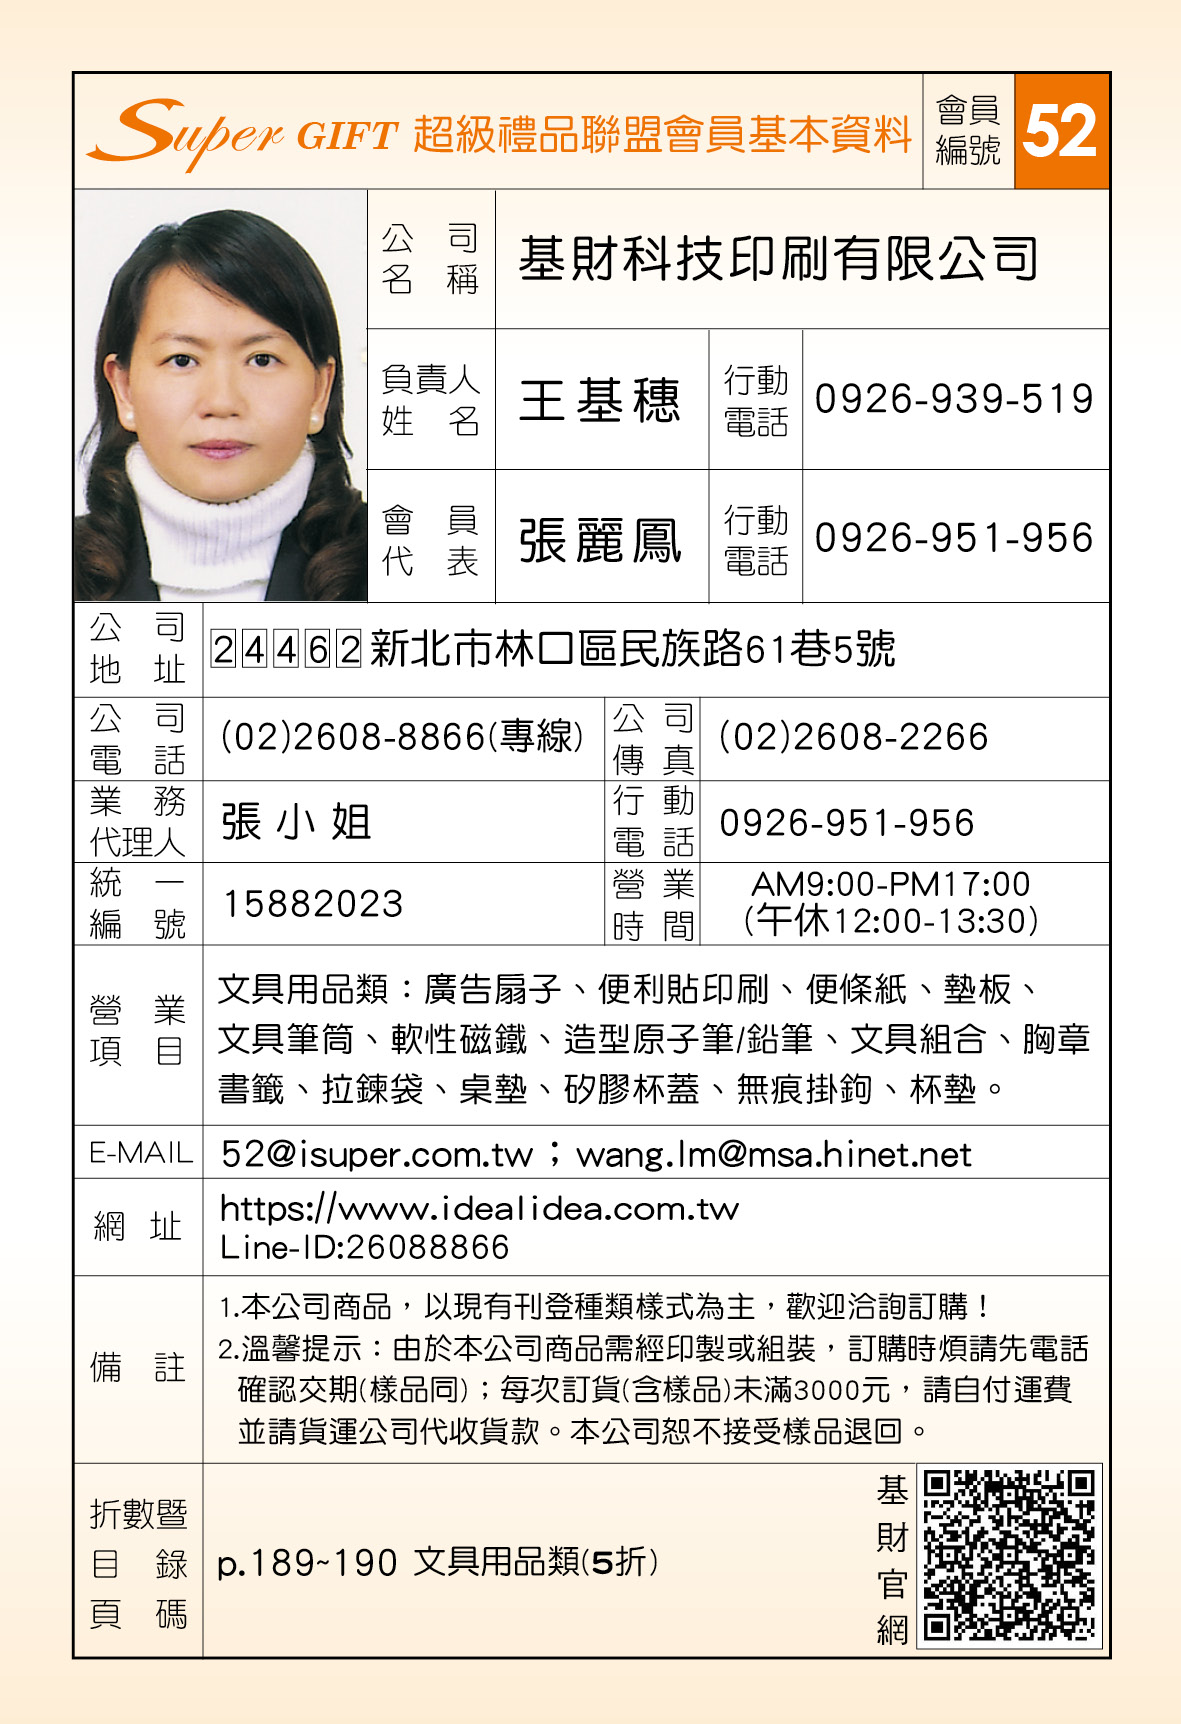 Super GIFT 超級禮品聯盟會員基本資料
會員
編號
52
公司
名稱
基財科技印刷有限公司
負責人
姓名
王基穗
行動
電話
0926-939-519
會員
代表
張麗鳳
行動
電話
0926-951-956
公司
地址
24462新北市林口區民族路61巷5號
公司
電話
(02)2608-8866(專線)
公司
傳真
(02)2608-2266
業務
代理人
張小姐
行動
電話
0926-951-956
統一
編號
15882023
營業
時間
AM9:00-PM17:00
(午休12:00-13:30)
營業
項目
文具用品類：廣告扇子、便利貼印刷、便條紙、墊板、
文具筆筒、軟性磁鐵、造型原子筆/鉛筆、文具組合、胸章
書籤、拉鍊袋、桌墊、矽膠杯蓋、無痕掛鉤、杯墊。
E-MAIL
52@isuper.com.tw；wang.lm@msa.hinet.net
網址
https://www.idealidea.com.tw
Line-ID:26088866
備註
1.本公司商品，以現有刊登種類樣式為主，歡迎洽詢訂購！
2.溫馨提示：由於本公司商品需經印製或組裝，訂購時煩請先電話
確認交期(樣品同)；每次訂貨(含樣品)未滿3000元，請自付運費
並請貨運公司代收貨款。本公司恕不接受樣品退回。
折數暨
目錄
頁碼
p.189~190 文具用品類(5折)
基財官網